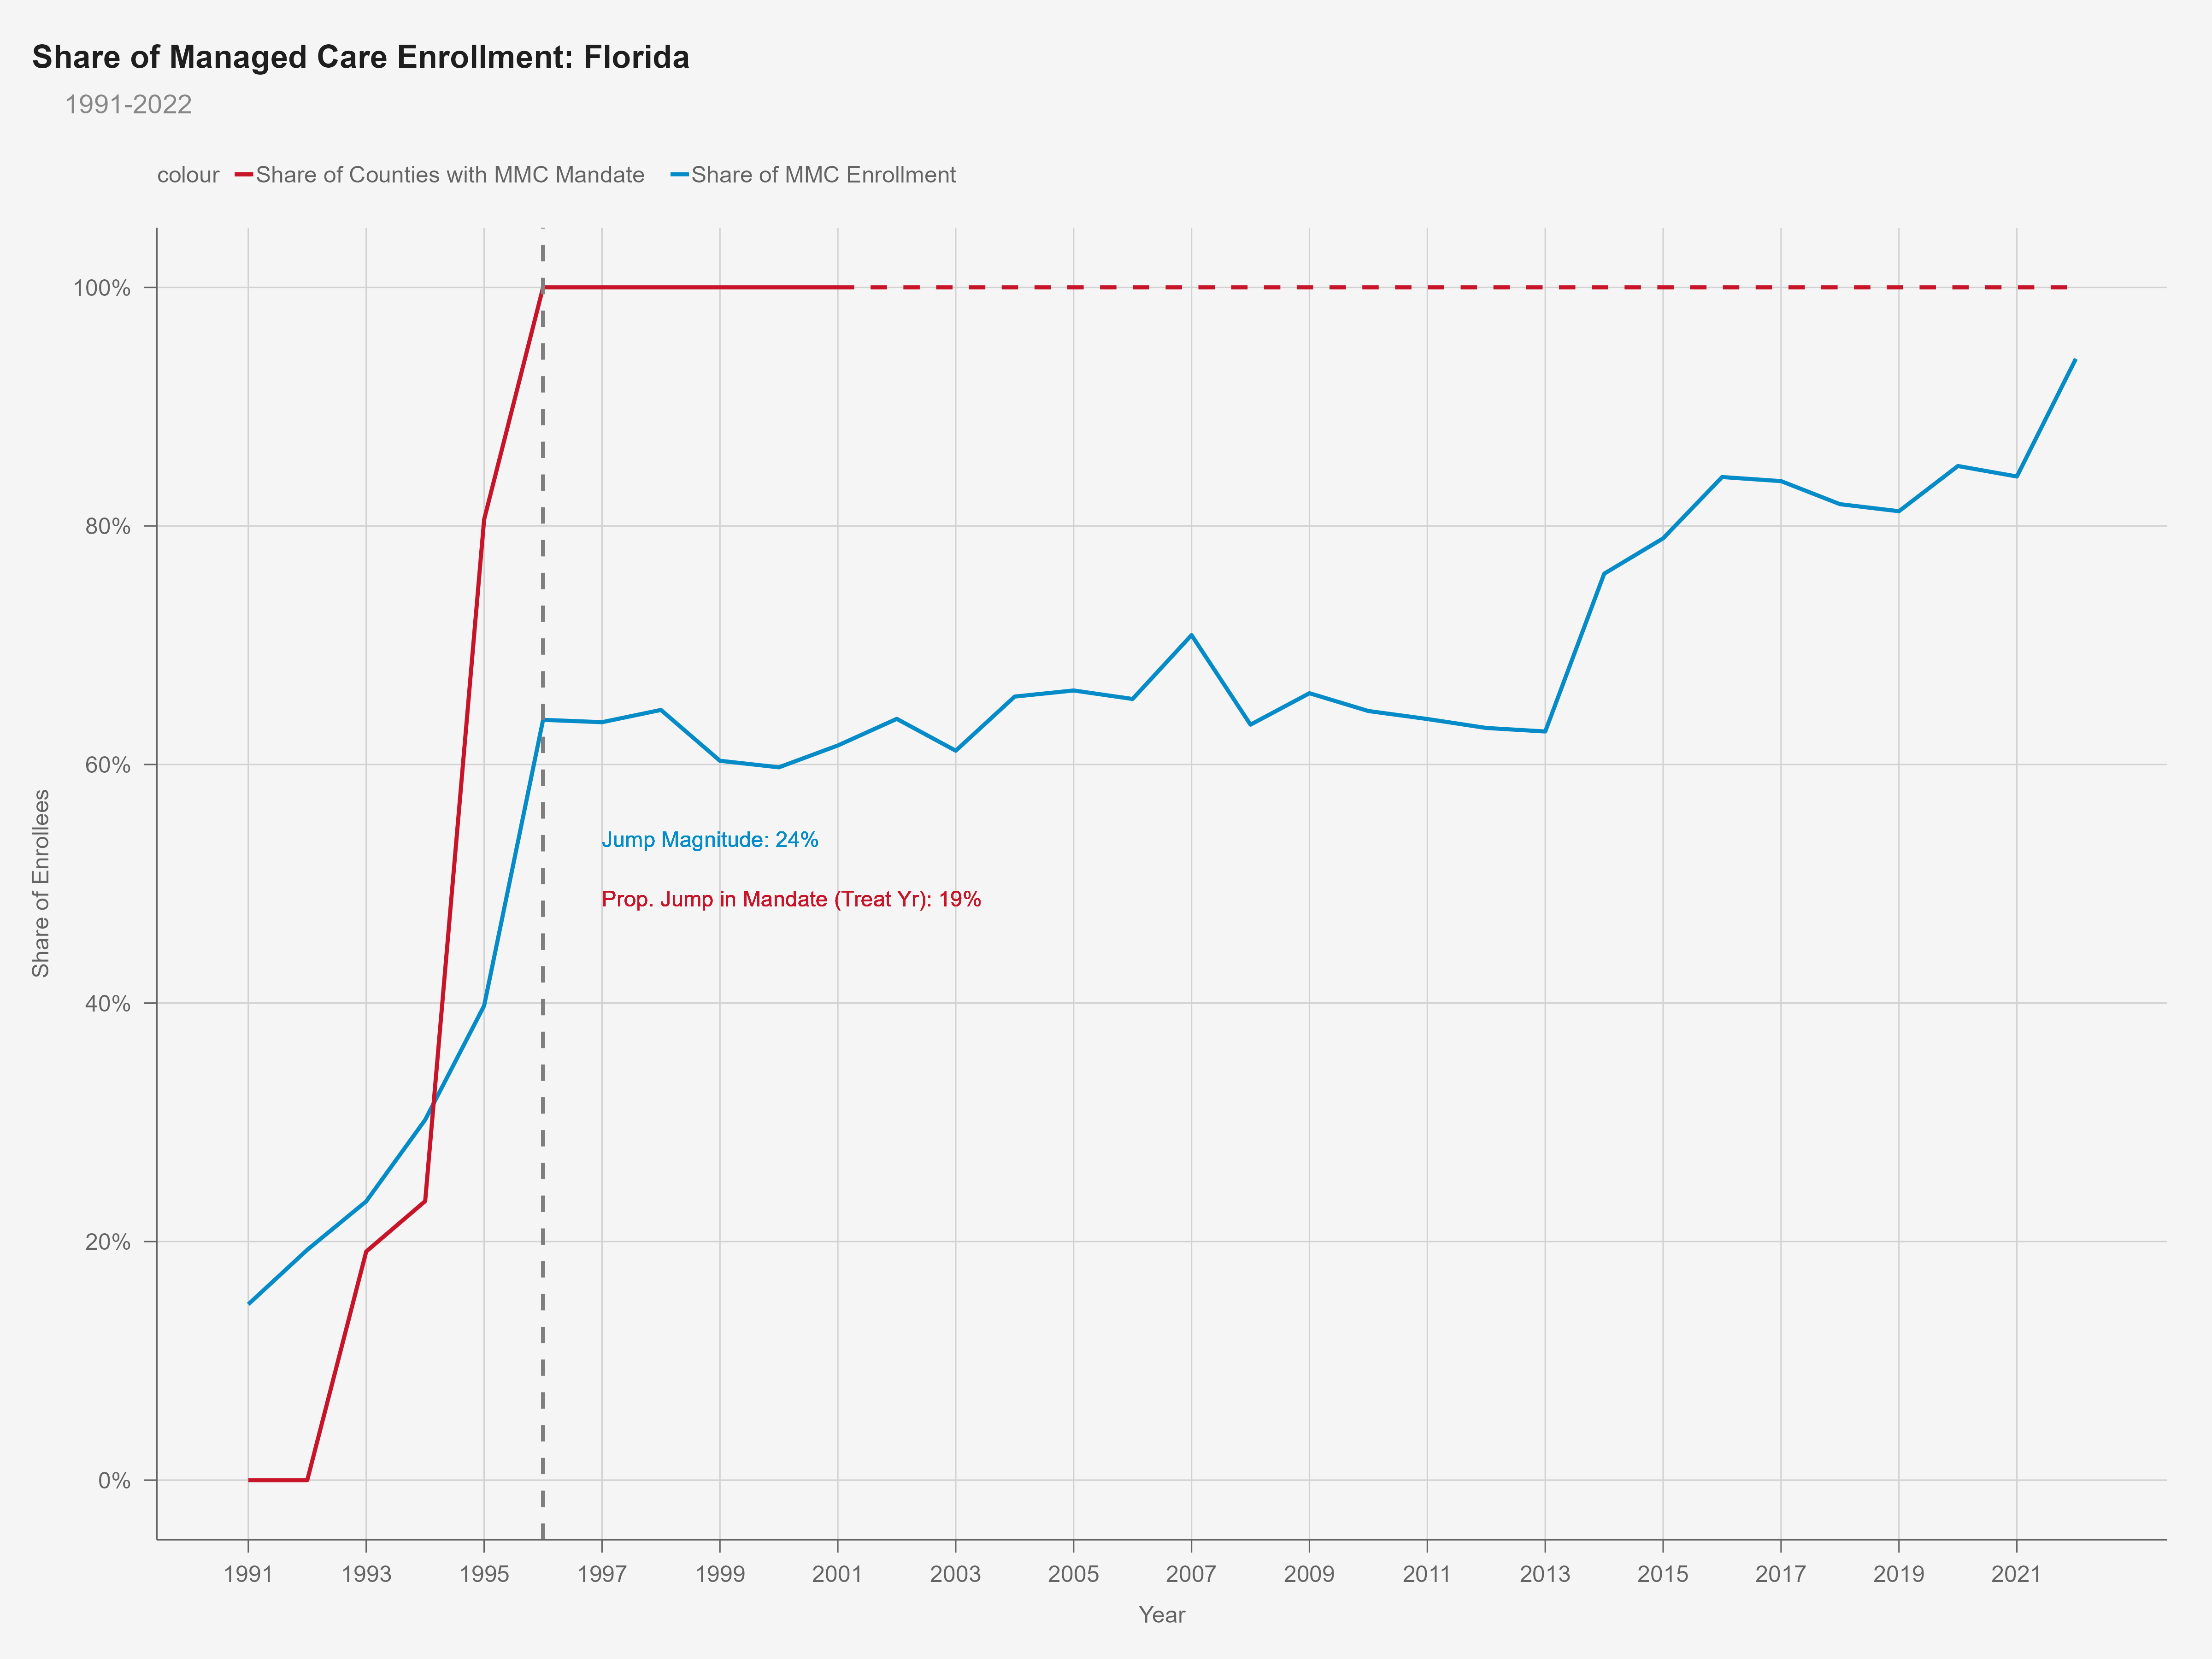 Share of Managed Care Enrollment: Florida
1991-2022
colour Share of Counties with MMC Mandate Share of MMC Enrollment
100%
80%
60%
40%
20%
0%
Share of Enrollees
Jump Magnitude: 24%
Prop. Jump in Mandate (Treat Yr): 19%
1991 1993 1995 1997 1999 2001 2003 2005 2007 2009 2011 2013 2015 2017 2019 2021
Year